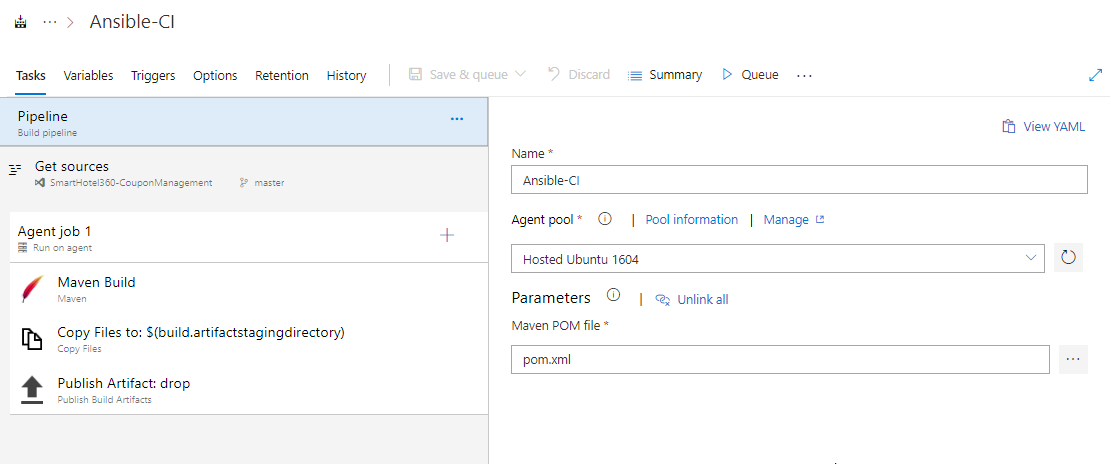 ··· > Ansible-CI
Tasks Variables Triggers Options Retention History Save & queue Discard Summary Queue ···
Pipeline ···
Build pipeline
View YAML
Get sources
SmartHotel360-CouponManagement master
Name *
Ansible-CI
Agent job 1
Run on agent
Agent pool * | Pool information | Manage
Hosted Ubuntu 1604
Maven Build
Maven
Parameters | Unlink all
Maven POM file *
pom.xml ···
Copy Files to: $(build.artifactstagingdirectory)
Copy Files
Publish Artifact: drop
Publish Build Artifacts